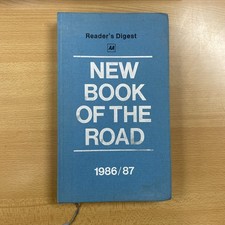 Reader's Digest
AA
NEW
BOOK
OF THE
ROAD
1986/87